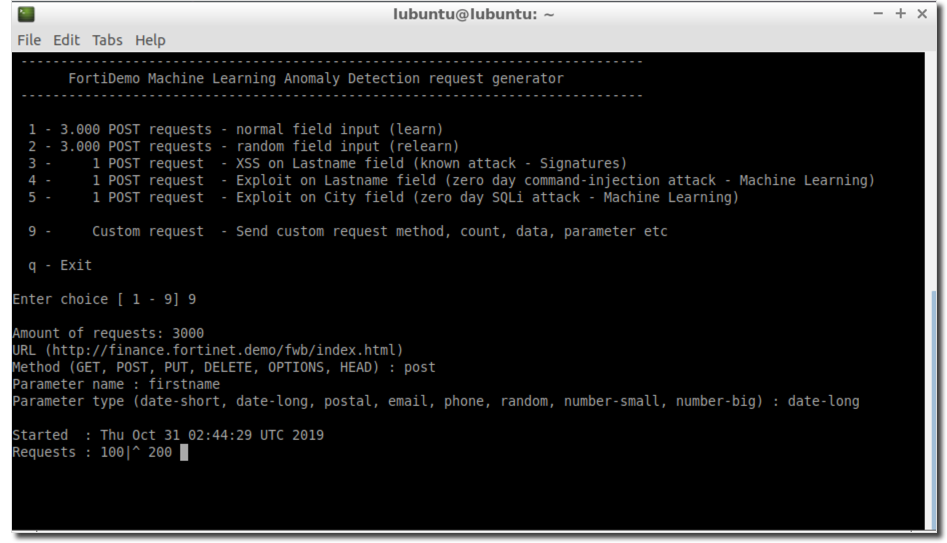 lubuntu@lubuntu: ~
File Edit Tabs Help
------------------------------------------------------------------------------
FortiDemo Machine Learning Anomaly Detection request generator
------------------------------------------------------------------------------
1 - 3.000 POST requests - normal field input (learn)
2 - 3.000 POST requests - random field input (relearn)
3 -     1 POST request  - XSS on Lastname field (known attack - Signatures)
4 -     1 POST request  - Exploit on Lastname field (zero day command-injection attack - Machine Learning)
5 -     1 POST request  - Exploit on City field (zero day SQLi attack - Machine Learning)
9 -     Custom request  - Send custom request method, count, data, parameter etc
q - Exit
Enter choice [ 1 - 9] 9
Amount of requests: 3000
URL (http://finance.fortinet.demo/fwb/index.html)
Method (GET, POST, PUT, DELETE, OPTIONS, HEAD) : post
Parameter name : firstname
Parameter type (date-short, date-long, postal, email, phone, random, number-small, number-big) : date-long
Started  : Thu Oct 31 02:44:29 UTC 2019
Requests : 100|^ 200